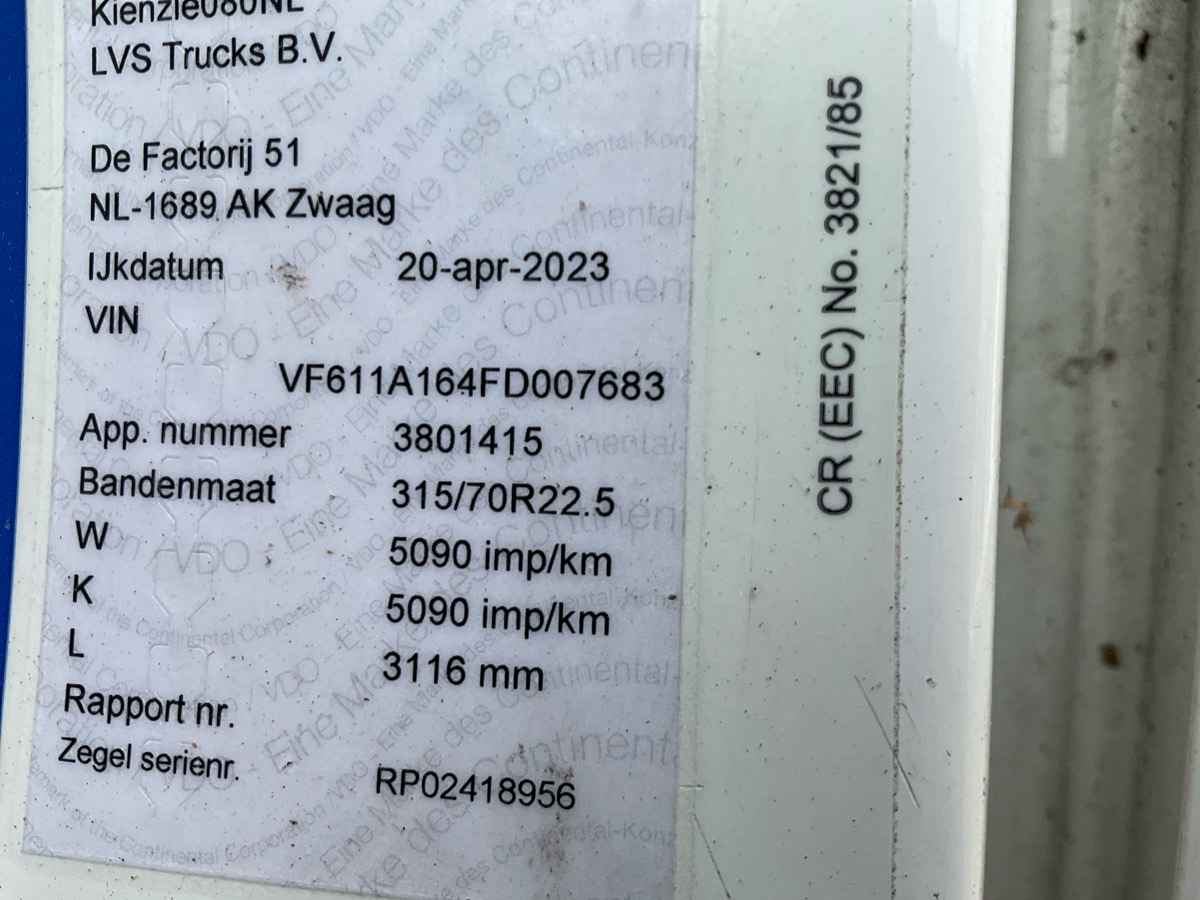 Kienzle080NL
LVS Trucks B.V.
De Factorij 51
NL-1689 AK Zwaag
IJkdatum 20-apr-2023
VIN
VF611A164FD007683
App. nummer 3801415
Bandenmaat 315/70R22.5
W 5090 imp/km
K 5090 imp/km
L 3116 mm
Rapport nr.
Zegel serienr. RP02418956
CR (EEC) No. 3821/85